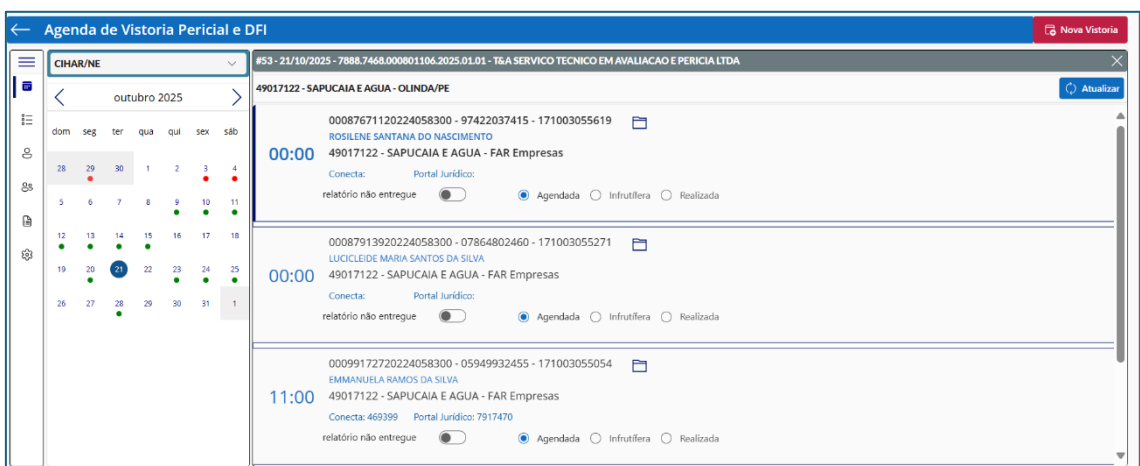 Agenda de Vistoria Pericial e DFI
Nova Vistoria
CIHAR/NE
outubro 2025
dom seg ter qua qui sex sáb
28 29 30 1 2 3 4
5 6 7 8 9 10 11
12 13 14 15 16 17 18
19 20 21 22 23 24 25
26 27 28 29 30 31 1
#53 - 21/10/2025 - 7888.7468.000801106.2025.01.01 - T&A SERVICO TECNICO EM AVALIACAO E PERICIA LTDA
49017122 - SAPUCAIA E AGUA - OLINDA/PE
Atualizar
00087671120224058300 - 97422037415 - 171003055619
ROSILENE SANTANA DO NASCIMENTO
00:00 49017122 - SAPUCAIA E AGUA - FAR Empresas
Conecta: Portal Jurídico:
relatório não entregue Agendada Infrutífera Realizada
00087913920224058300 - 07864802460 - 171003055271
LUCICLEIDE MARIA SANTOS DA SILVA
00:00 49017122 - SAPUCAIA E AGUA - FAR Empresas
Conecta: Portal Jurídico:
relatório não entregue Agendada Infrutífera Realizada
00099172720224058300 - 05949932455 - 171003055054
EMMANUELA RAMOS DA SILVA
11:00 49017122 - SAPUCAIA E AGUA - FAR Empresas
Conecta: 469399 Portal Jurídico: 7917470
relatório não entregue Agendada Infrutífera Realizada